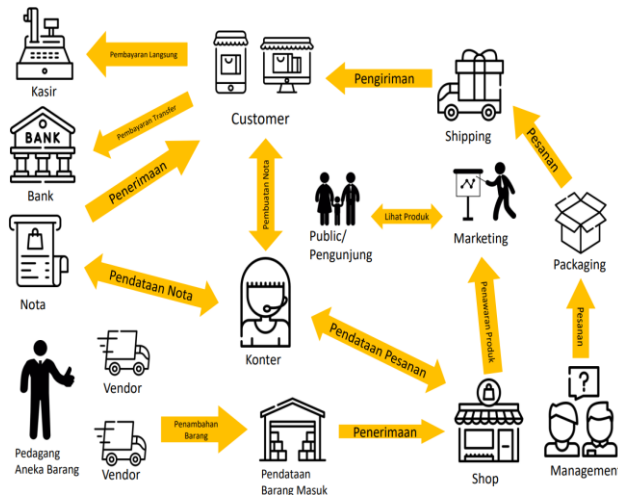 Pembayaran Langsung
Kasir
Customer
Pengiriman
Shipping
Pesanan
BANK
Pembayaran Transfer
Bank
Penerimaan
Pembuatan Nota
Public/
Pengunjung
Lihat Produk
Marketing
Packaging
Nota
Pendataan Nota
Konter
Pendataan Pesanan
Penawaran Produk
Pesanan
Vendor
?
Pedagang
Aneka Barang
Vendor
Penambahan
Barang
Pendataan
Barang Masuk
Penerimaan
Shop
Management